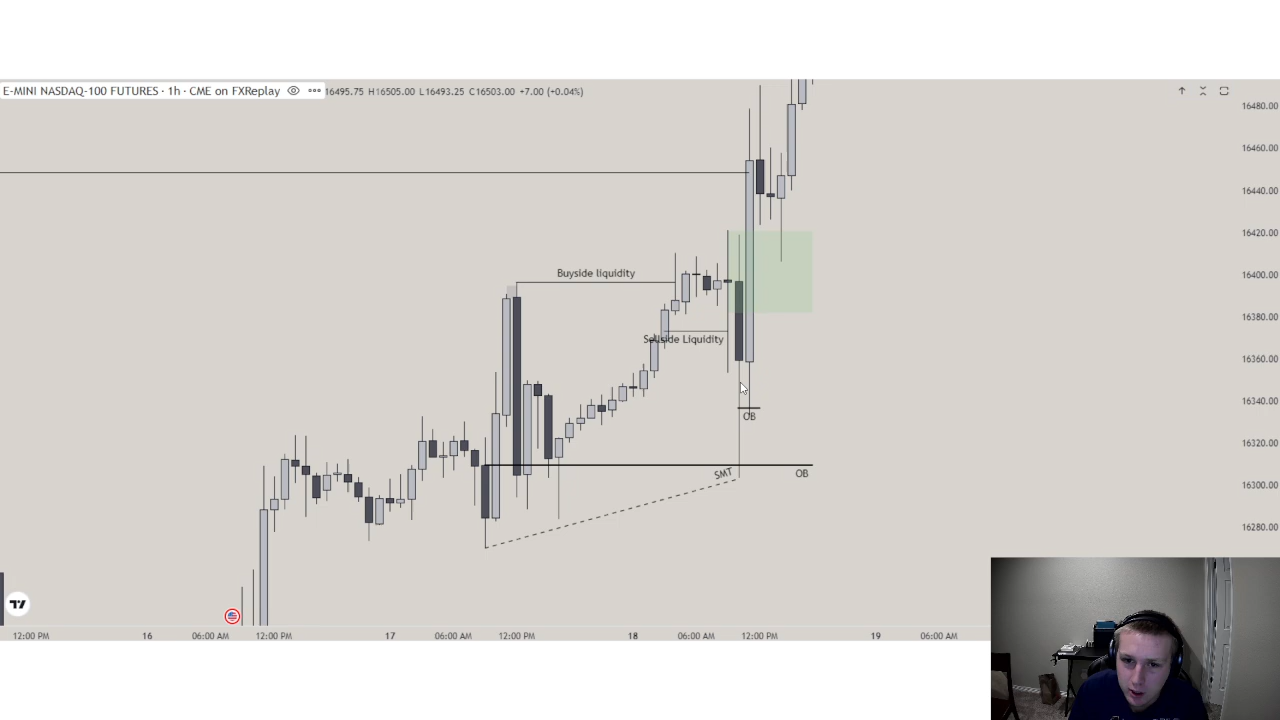 E-MINI NASDAQ-100 FUTURES · 1h · CME on FXReplay ••• 16495.75 H16505.00 L16493.25 C16503.00 +7.00 (+0.04%)
16480.00
16460.00
16440.00
16420.00
16400.00
16380.00
16360.00
16340.00
16320.00
16300.00
16280.00
Buyside liquidity
Sellside Liquidity
OB
SMT
OB
12:00 PM 16 06:00 AM 12:00 PM 17 06:00 AM 12:00 PM 18 06:00 AM 12:00 PM 19 06:00 AM